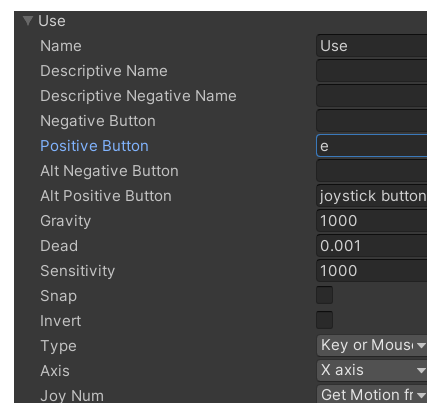 Use
Name Use
Descriptive Name
Descriptive Negative Name
Negative Button
Positive Button e
Alt Negative Button
Alt Positive Button joystick button
Gravity 1000
Dead 0.001
Sensitivity 1000
Snap
Invert
Type Key or Mous
Axis X axis
Joy Num Get Motion fr